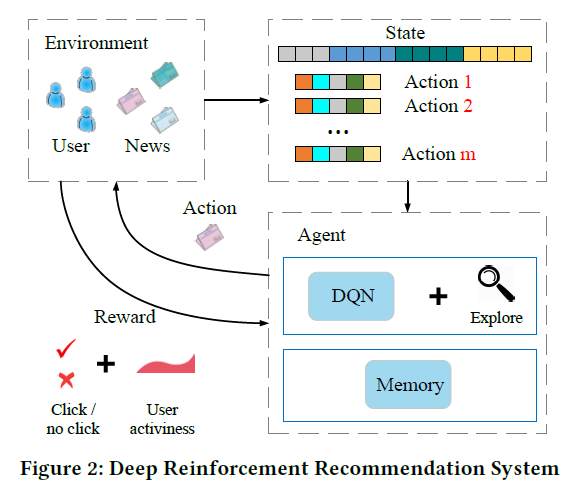 Environment
User
News
State
Action 1
Action 2
...
Action m
Action
Agent
DQN
+
Explore
Memory
Reward
+
Click /
no click
User
activiness
Figure 2: Deep Reinforcement Recommendation System